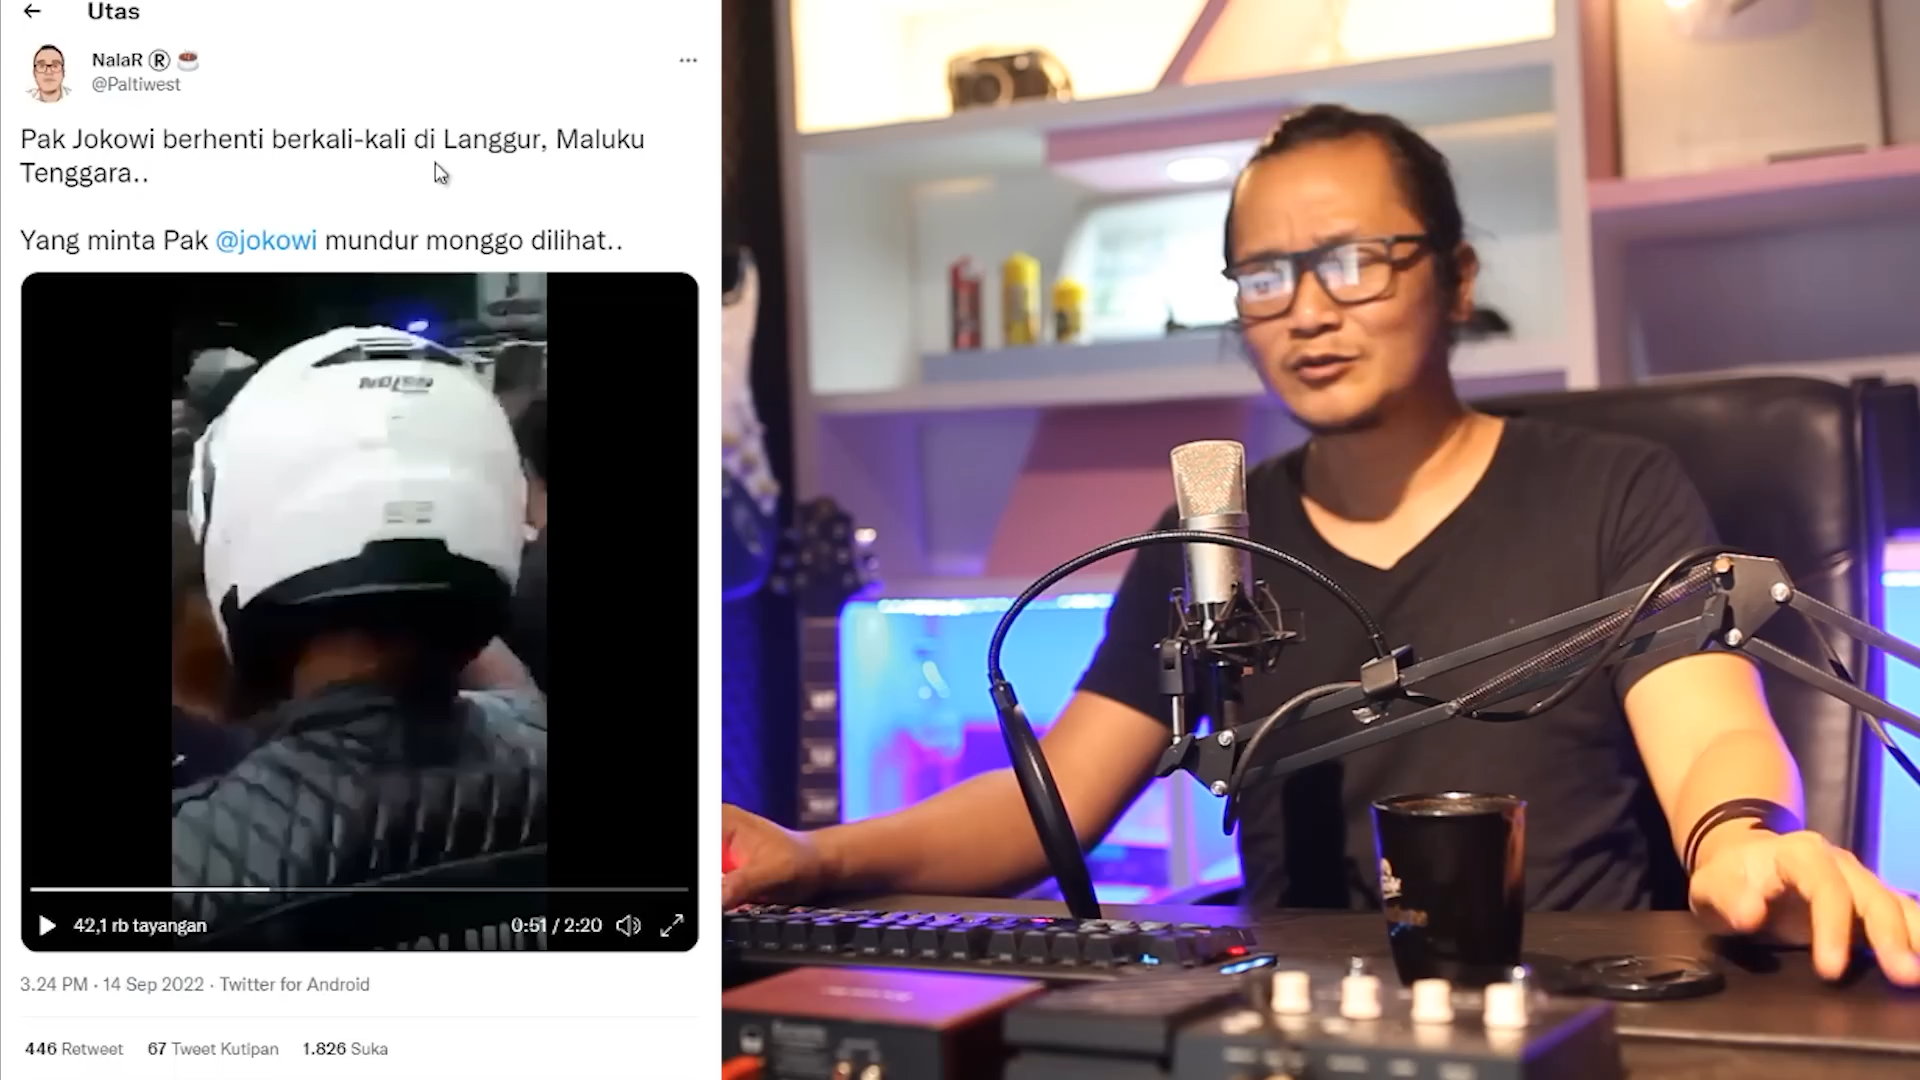 Utas
NalaR ® ☕
@Paltiwest
Pak Jokowi berhenti berkali-kali di Langgur, Maluku
Tenggara..
Yang minta Pak @jokowi mundur monggo dilihat..
NOLAN
42,1 rb tayangan
0:51 / 2:20
3.24 PM · 14 Sep 2022 · Twitter for Android
446 Retweet 67 Tweet Kutipan 1.826 Suka